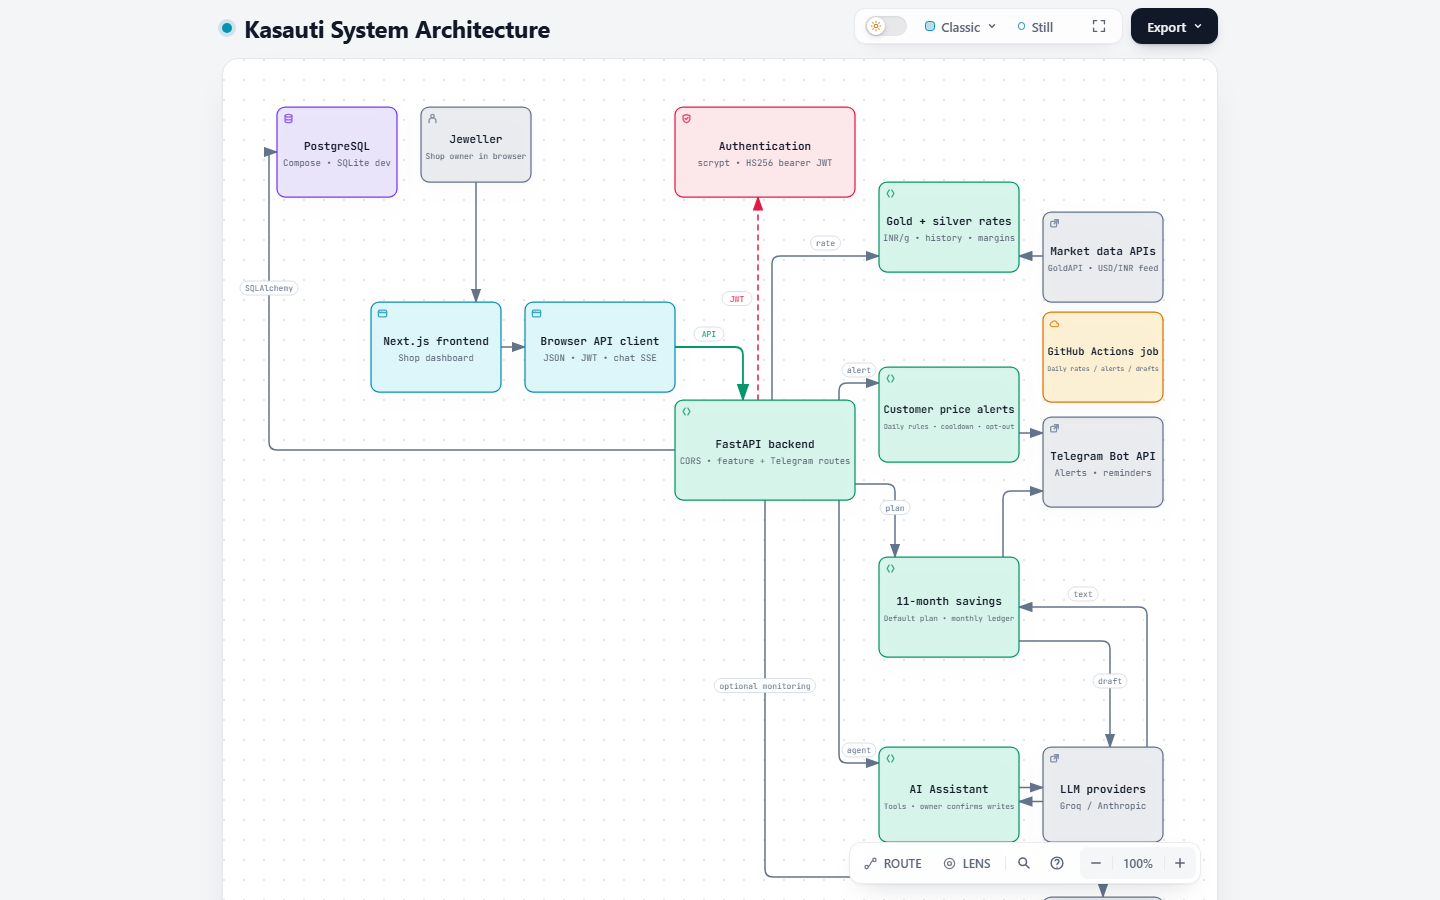 Kasauti System Architecture
Classic
Still
Export
PostgreSQL
Compose • SQLite dev
Jeweller
Shop owner in browser
Authentication
scrypt • HS256 bearer JWT
Gold + silver rates
INR/g • history • margins
Market data APIs
GoldAPI • USD/INR feed
rate
SQLAlchemy
JWT
API
Next.js frontend
Shop dashboard
Browser API client
JSON • JWT • chat SSE
GitHub Actions job
Daily rates / alerts / drafts
alert
Customer price alerts
Daily rules • cooldown • opt-out
FastAPI backend
CORS • feature + Telegram routes
Telegram Bot API
Alerts • reminders
plan
11-month savings
Default plan • monthly ledger
text
draft
optional monitoring
agent
AI Assistant
Tools • owner confirms writes
LLM providers
Groq / Anthropic
ROUTE
LENS
100%